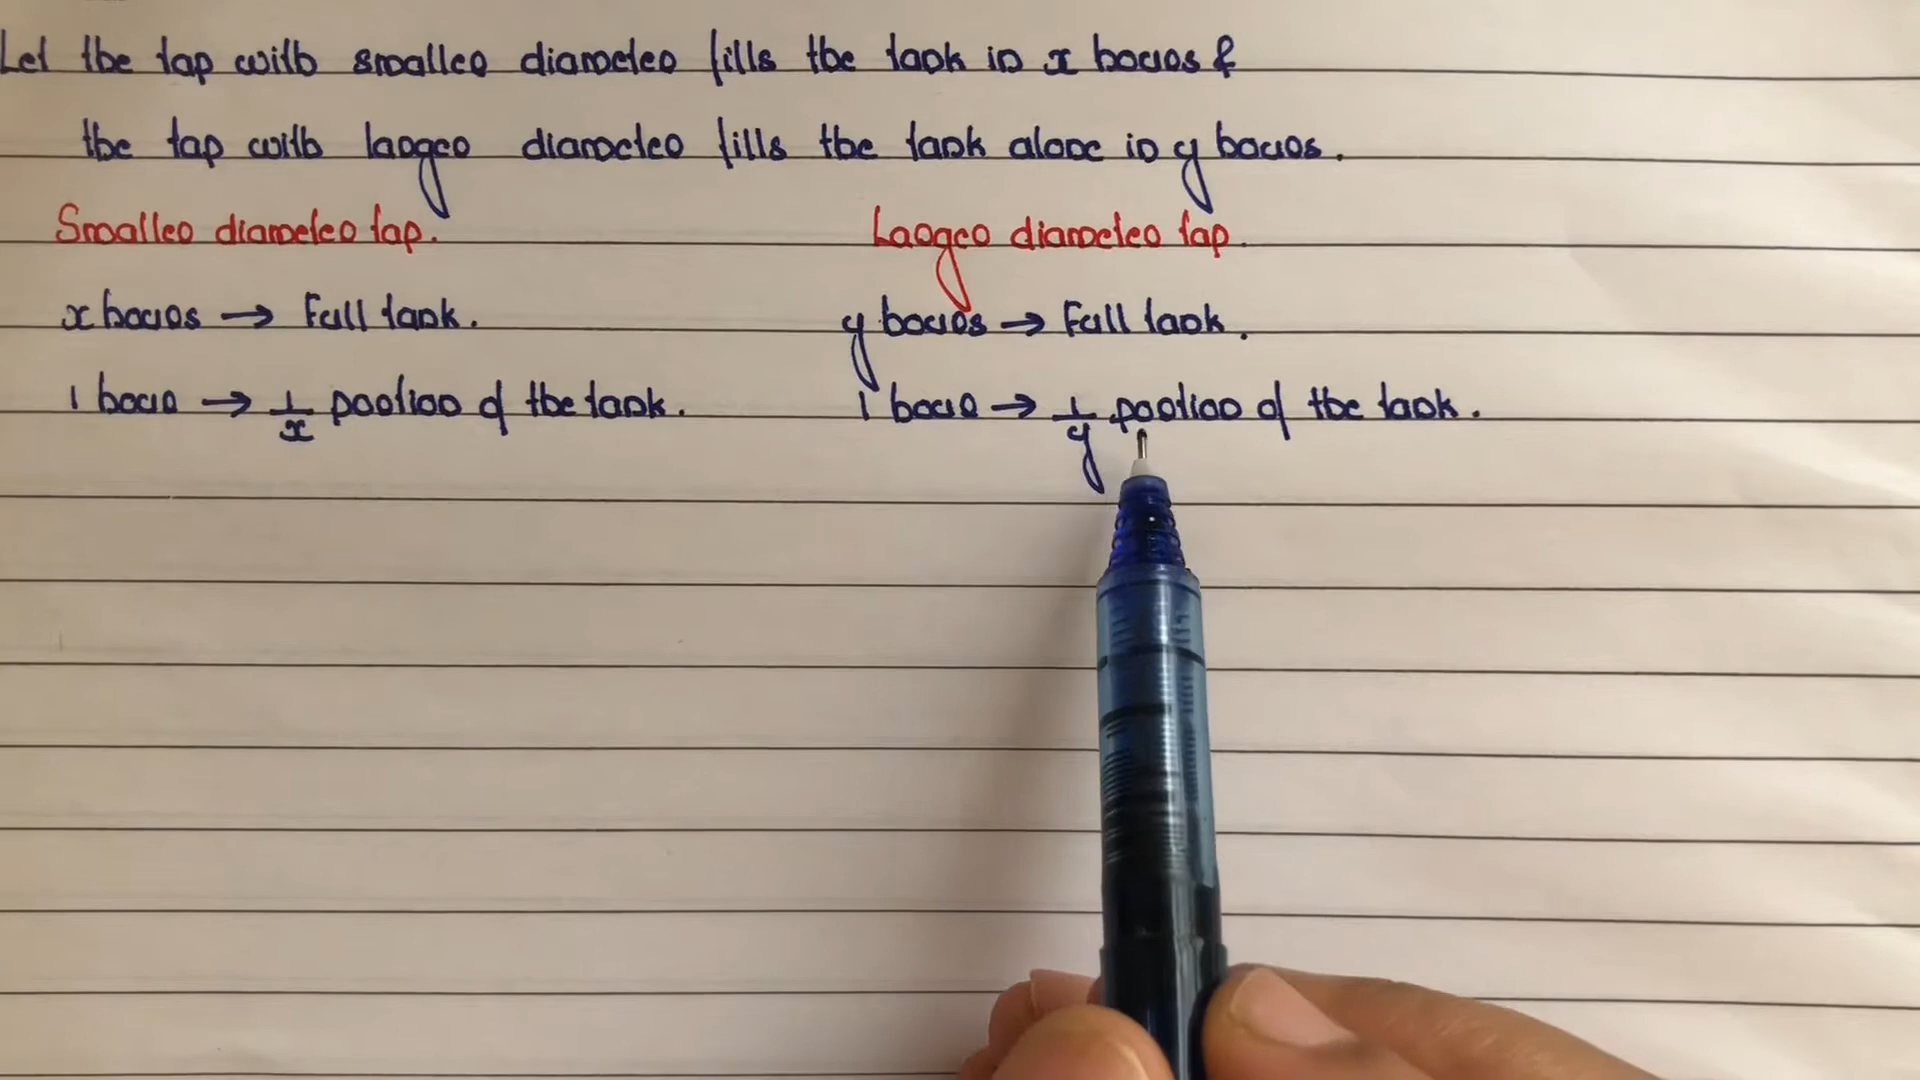 Let the tap with smaller diameter fills the tank in x hours &
the tap with larger diameter fills the tank alone in y hours.
Smaller diameter tap. Larger diameter tap.
x hours → Full tank. y hours → Full tank.
1 hour → 1/x portion of the tank. 1 hour → 1/y portion of the tank.